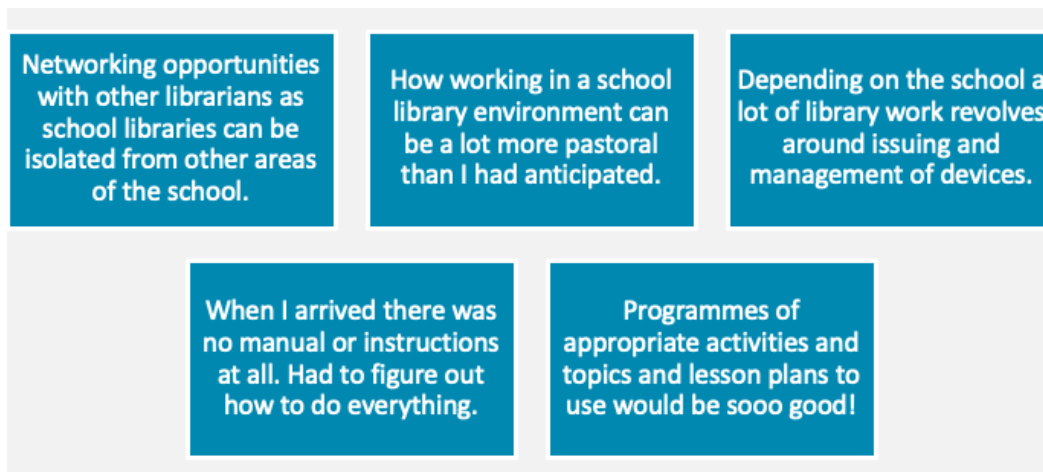 Networking opportunities
with other librarians as
school libraries can be
isolated from other areas
of the school.
How working in a school
library environment can
be a lot more pastoral
than I had anticipated.
Depending on the school a
lot of library work revolves
around issuing and
management of devices.
When I arrived there was
no manual or instructions
at all. Had to figure out
how to do everything.
Programmes of
appropriate activities and
topics and lesson plans to
use would be sooo good!